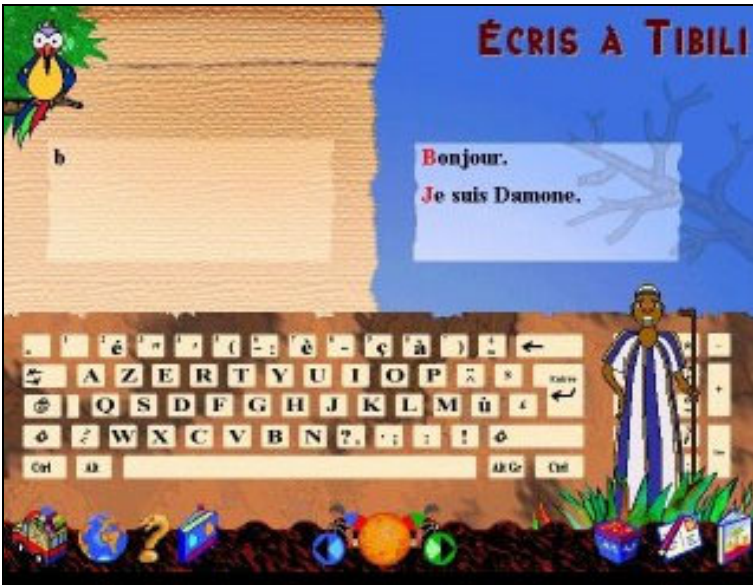 ÉCRIS À TIBILI
b
Bonjour.
Je suis Damone.
é " ' ( - : è - ç à )
A Z E R T Y U I O P
Entrée
Q S D F G H J K L M ù
W X C V B N ?, . ; : !
Ctrl Alt Alt Gr Ctrl